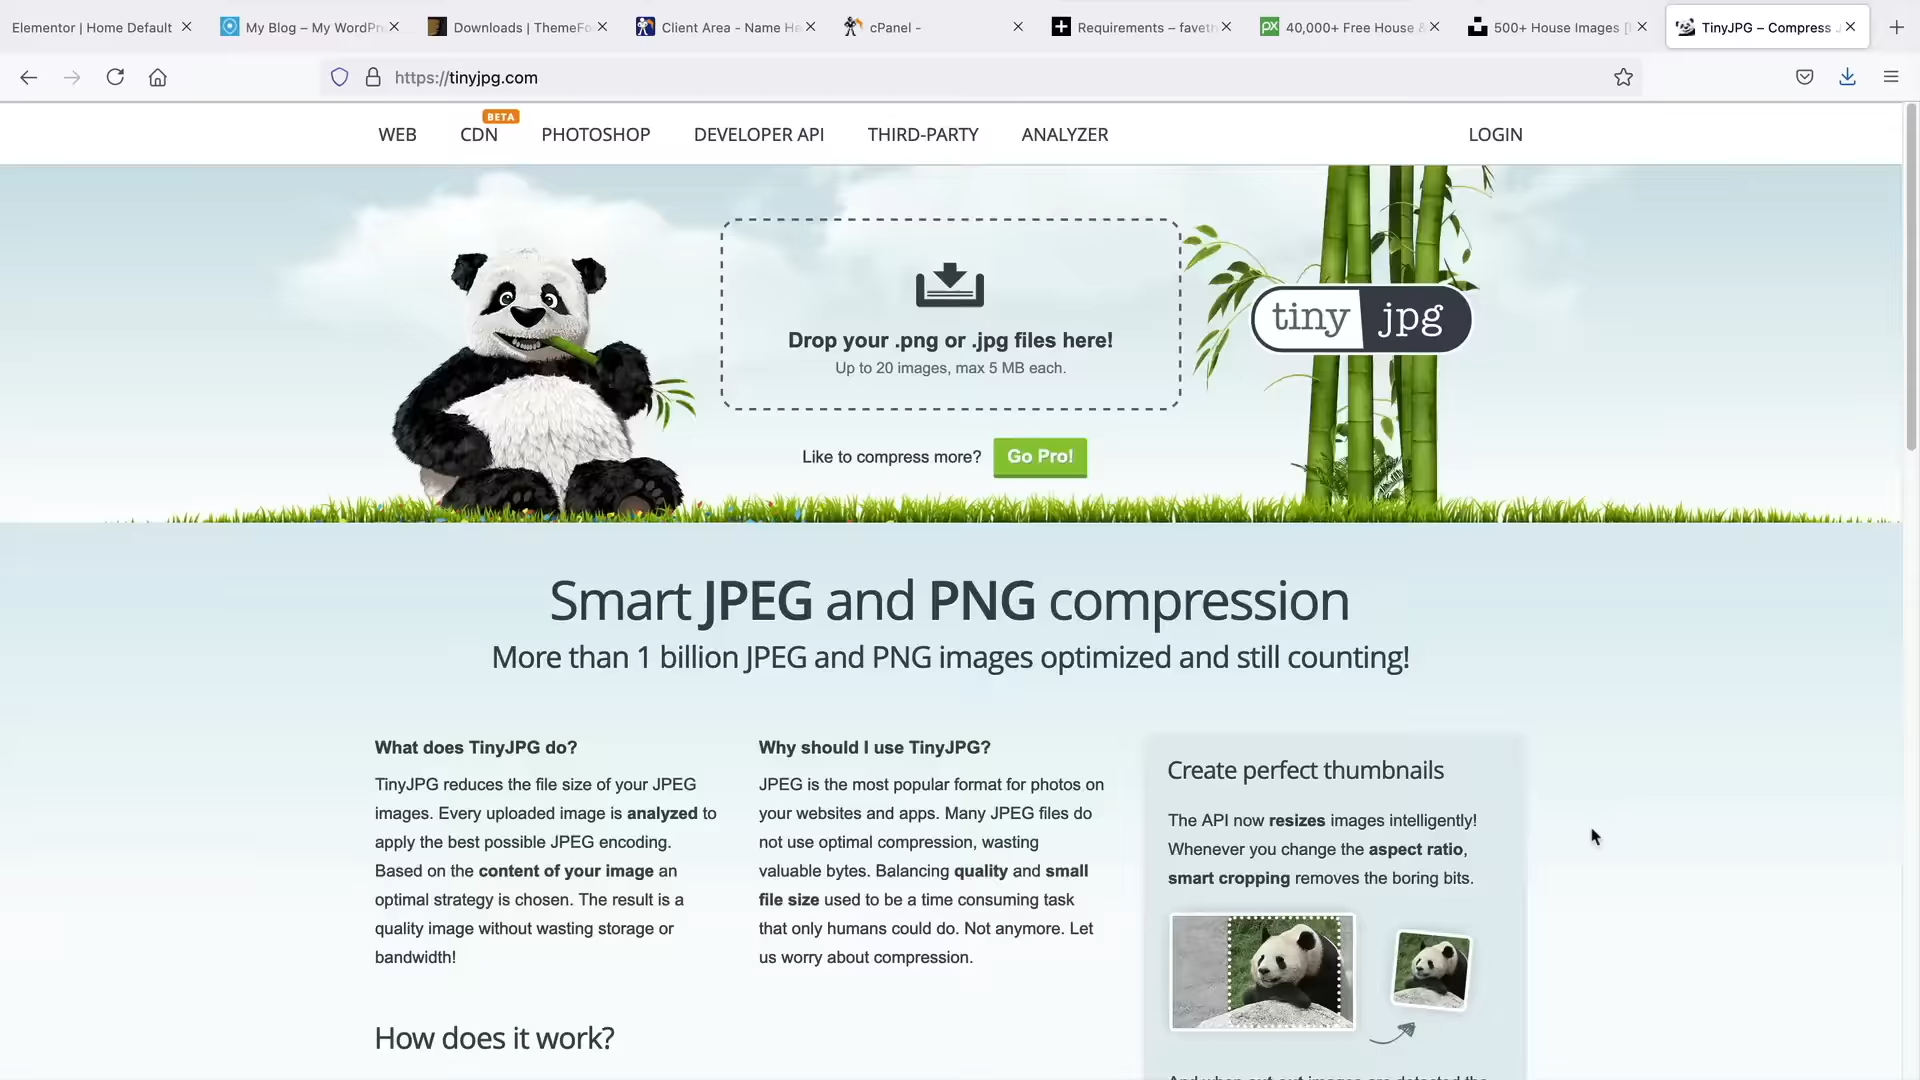 Elementor | Home Default
My Blog – My WordPr
Downloads | ThemeFo
Client Area - Name He
cPanel -
Requirements – faveth
40,000+ Free House &
500+ House Images [
TinyJPG – Compress J
https://tinyjpg.com
WEB
CDN
BETA
PHOTOSHOP
DEVELOPER API
THIRD-PARTY
ANALYZER
LOGIN
Drop your .png or .jpg files here!
Up to 20 images, max 5 MB each.
tiny jpg
Like to compress more?
Go Pro!
Smart JPEG and PNG compression
More than 1 billion JPEG and PNG images optimized and still counting!
What does TinyJPG do?
TinyJPG reduces the file size of your JPEG
images. Every uploaded image is analyzed to
apply the best possible JPEG encoding.
Based on the content of your image an
optimal strategy is chosen. The result is a
quality image without wasting storage or
bandwidth!
Why should I use TinyJPG?
JPEG is the most popular format for photos on
your websites and apps. Many JPEG files do
not use optimal compression, wasting
valuable bytes. Balancing quality and small
file size used to be a time consuming task
that only humans could do. Not anymore. Let
us worry about compression.
Create perfect thumbnails
The API now resizes images intelligently!
Whenever you change the aspect ratio,
smart cropping removes the boring bits.
How does it work?